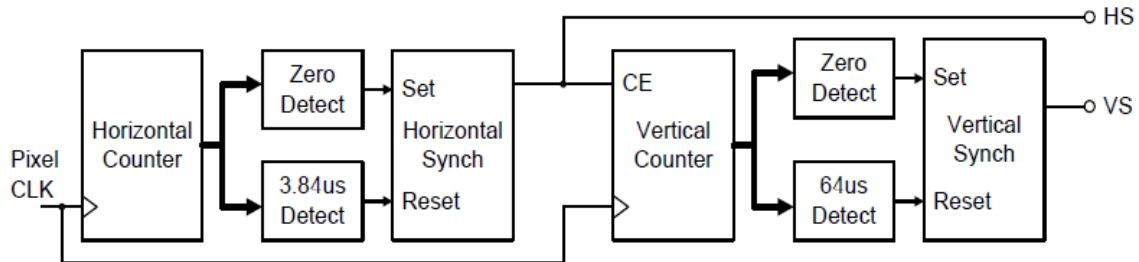 HS
Zero
Detect
Set
Horizontal
Counter
Horizontal
Synch
Pixel
CLK
3.84us
Detect
Reset
CE
Vertical
Counter
Zero
Detect
Set
VS
Vertical
Synch
64us
Detect
Reset